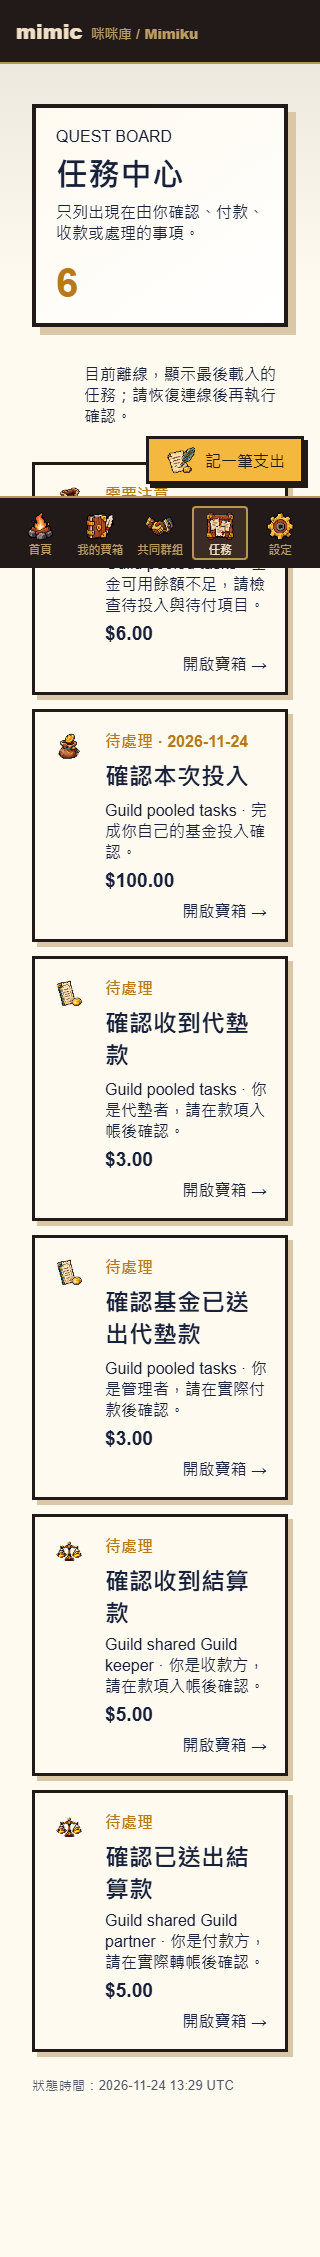 mimic 咪咪庫 / Mimiku
QUEST BOARD
任務中心
只列出現在由你確認、付款、
收款或處理的事項。
6
目前離線，顯示最後載入的
任務；請恢復連線後再執行
確認。
記一筆支出
需要注意
首頁
我的寶箱
共同群組
任務
設定
金可用餘額不足，請檢
查待投入與待付項目。
$6.00
開啟寶箱 →
待處理 · 2026-11-24
確認本次投入
Guild pooled tasks · 完
成你自己的基金投入確
認。
$100.00
開啟寶箱 →
待處理
確認收到代墊
款
Guild pooled tasks · 你
是代墊者，請在款項入
帳後確認。
$3.00
開啟寶箱 →
待處理
確認基金已送
出代墊款
Guild pooled tasks · 你
是管理者，請在實際付
款後確認。
$3.00
開啟寶箱 →
待處理
確認收到結算
款
Guild shared Guild
keeper · 你是收款方，
請在款項入帳後確認。
$5.00
開啟寶箱 →
待處理
確認已送出結
算款
Guild shared Guild
partner · 你是付款方，
請在實際轉帳後確認。
$5.00
開啟寶箱 →
狀態時間：2026-11-24 13:29 UTC